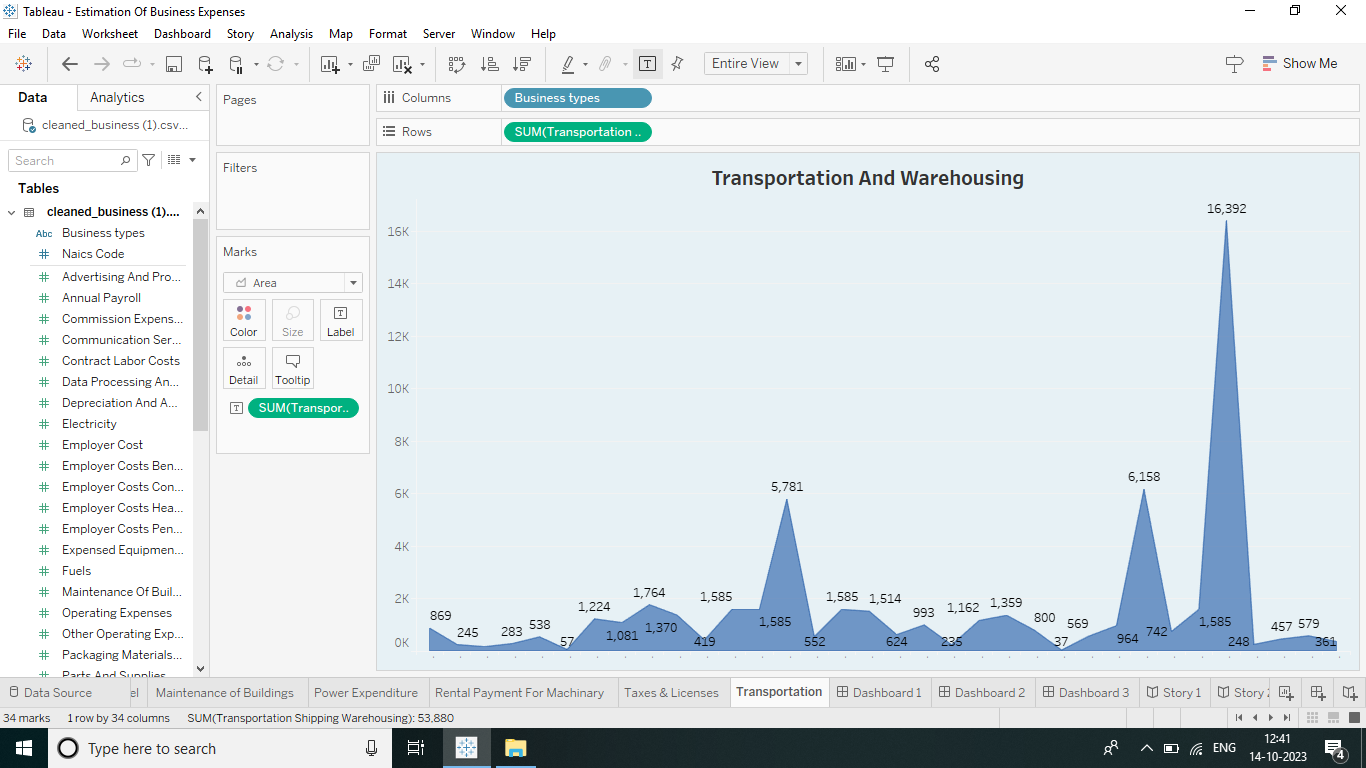 Tableau - Estimation Of Business Expenses
File Data Worksheet Dashboard Story Analysis Map Format Server Window Help
Entire View
Show Me
Data Analytics
cleaned_business (1).csv...
Search
Tables
cleaned_business (1)....
Abc Business types
Naics Code
Advertising And Pro...
Annual Payroll
Commission Expens...
Communication Ser...
Contract Labor Costs
Data Processing An...
Depreciation And A...
Electricity
Employer Cost
Employer Costs Ben...
Employer Costs Con...
Employer Costs Hea...
Employer Costs Pen...
Expensed Equipmen...
Fuels
Maintenance Of Buil...
Operating Expenses
Other Operating Exp...
Packaging Materials...
Parts And Supplies
Pages
Filters
Marks
Area
Color Size Label
Detail Tooltip
SUM(Transpor..
Columns Business types
Rows SUM(Transportation ..
Transportation And Warehousing
16K
14K
12K
10K
8K
6K
4K
2K
0K
869
245
283
538
57
1,224
1,081
1,764
1,370
419
1,585
1,585
5,781
552
1,585
1,514
624
993
235
1,162
1,359
800
37
569
964
6,158
742
1,585
16,392
248
457
579
361
Data Source el Maintenance of Buildings Power Expenditure Rental Payment For Machinery Taxes & Licenses Transportation Dashboard 1 Dashboard 2 Dashboard 3 Story 1 Story
34 marks 1 row by 34 columns SUM(Transportation Shipping Warehousing): 53,880
Type here to search
ENG
12:41
14-10-2023
4